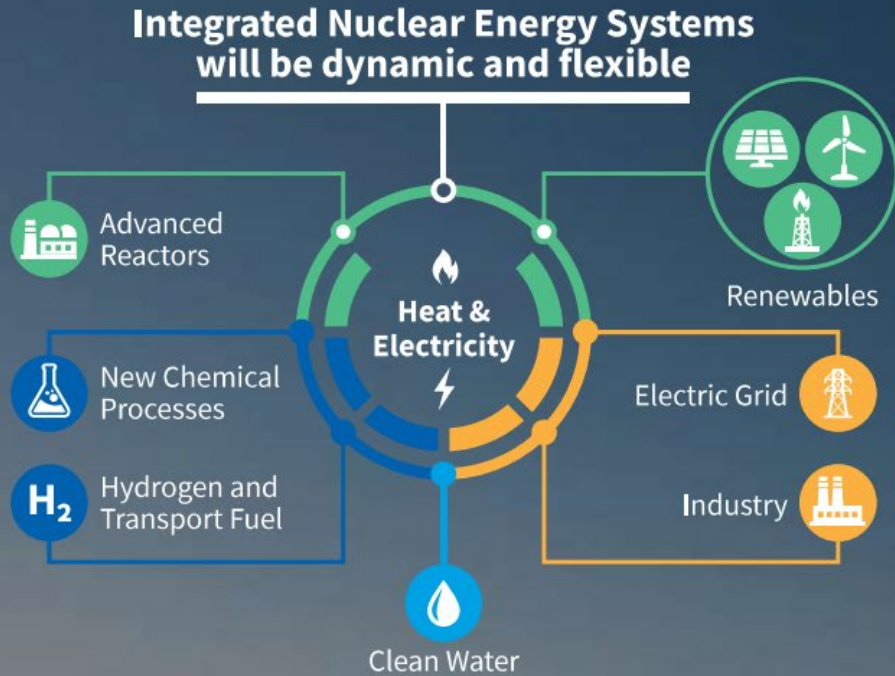 Integrated Nuclear Energy Systems
will be dynamic and flexible
Advanced
Reactors
Renewables
Heat &
Electricity
New Chemical
Processes
Electric Grid
H₂
Hydrogen and
Transport Fuel
Industry
Clean Water